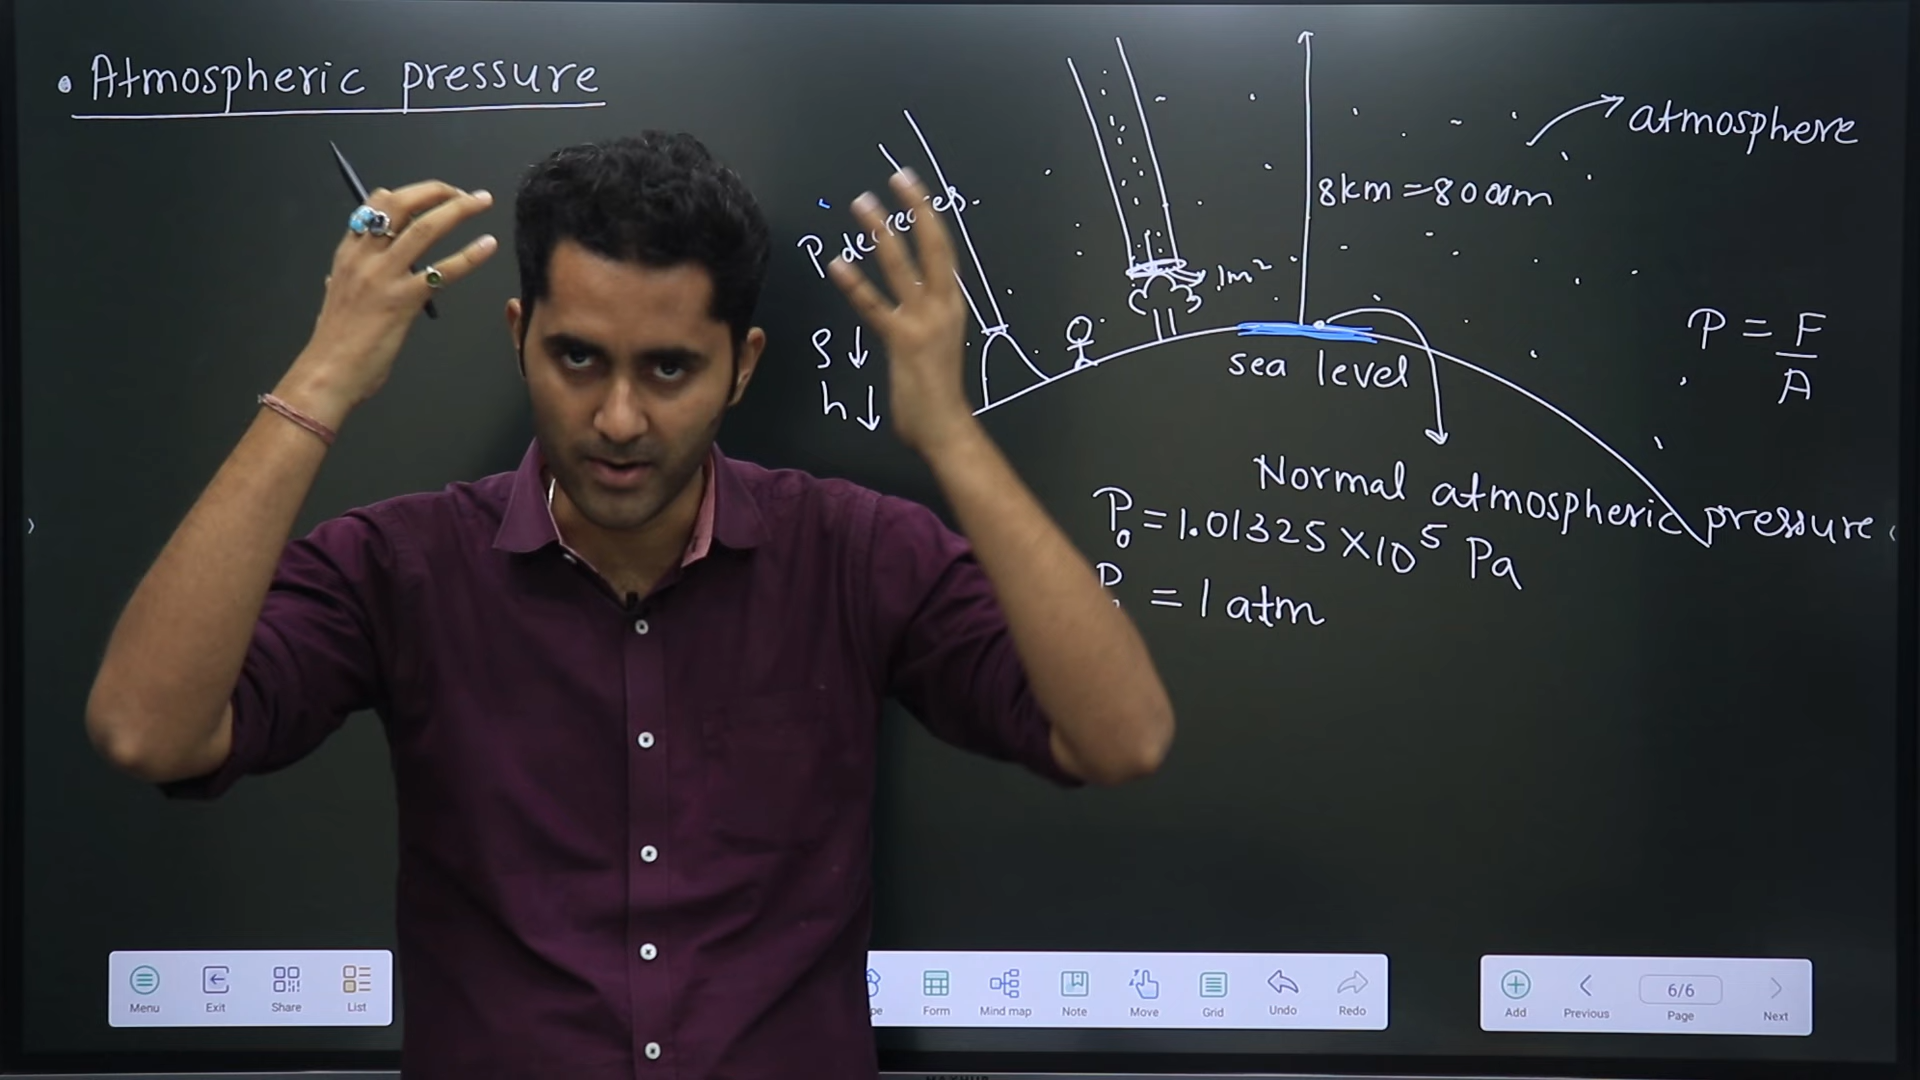 • Atmospheric pressure
atmosphere
8km = 8000m
P decreases.
1m²
ρ ↓
h ↓
sea level
P = F/A
Normal atmospheric pressure
P₀ = 1.01325 × 10⁵ Pa
P = 1 atm
Menu
Exit
Share
List
Form
Mind map
Note
Move
Grid
Undo
Redo
Add
Previous
6/6
Page
Next